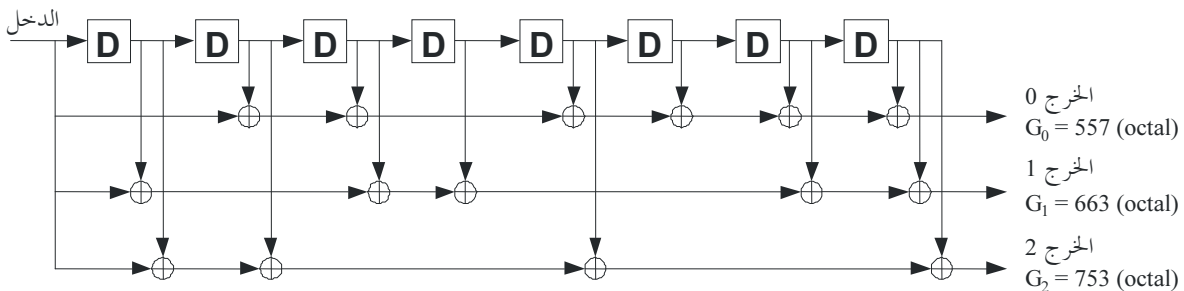 الدخل
D D D D D D D D
الخرج 0
G₀ = 557 (octal)
الخرج 1
G₁ = 663 (octal)
الخرج 2
G₂ = 753 (octal)